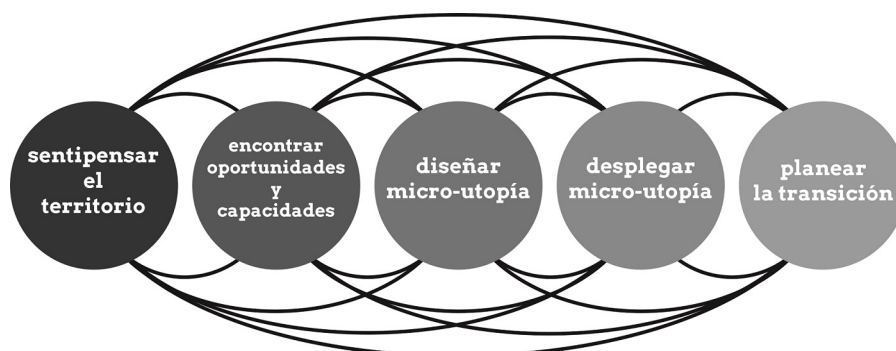 sentipensar
el
territorio
encontrar
oportunidades
y
capacidades
diseñar
micro-utopía
desplegar
micro-utopía
planear
la transición